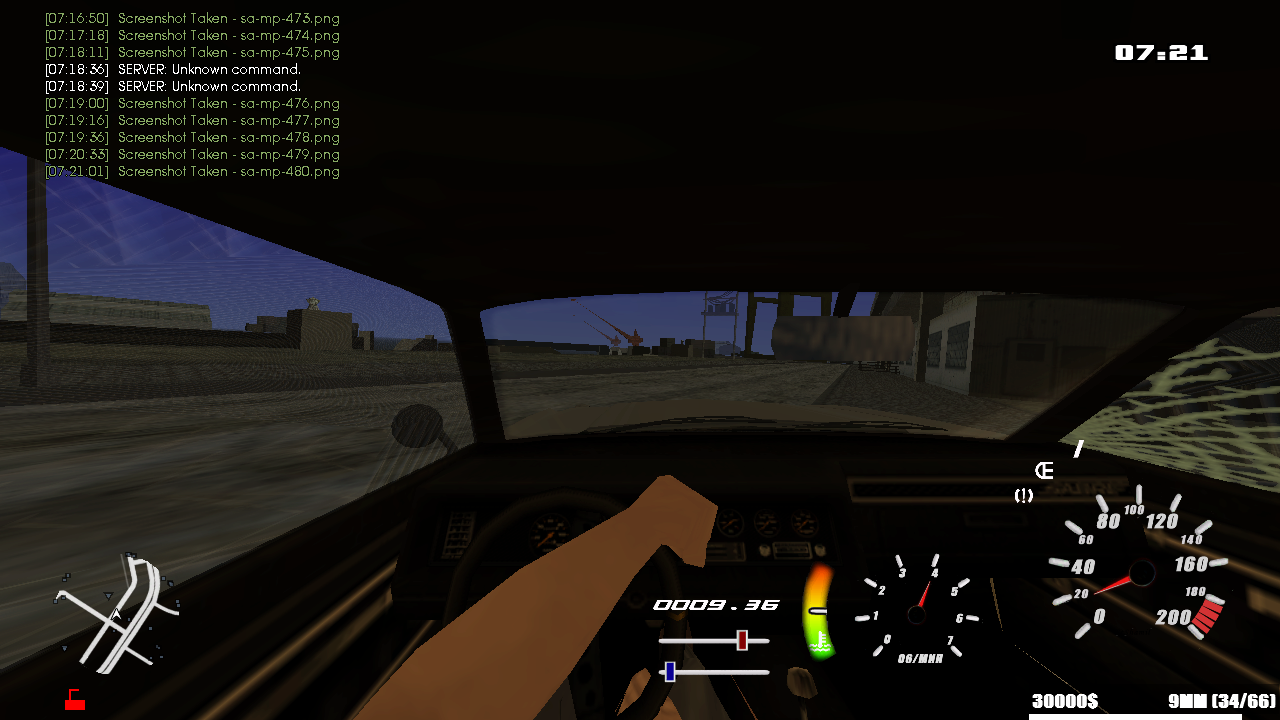 [07:16:50] Screenshot Taken - sa-mp-473.png
[07:17:18] Screenshot Taken - sa-mp-474.png
[07:18:11] Screenshot Taken - sa-mp-475.png
[07:18:36] SERVER: Unknown command.
[07:18:39] SERVER: Unknown command.
[07:19:00] Screenshot Taken - sa-mp-476.png
[07:19:16] Screenshot Taken - sa-mp-477.png
[07:19:36] Screenshot Taken - sa-mp-478.png
[07:20:33] Screenshot Taken - sa-mp-479.png
[07:21:01] Screenshot Taken - sa-mp-480.png
07:21
(!)
0 20 40 60 80 100 120 140 160 180 200
0 1 2 3 4 5 6 7
Об/мин
0009.36
30000$
9MM (34/66)